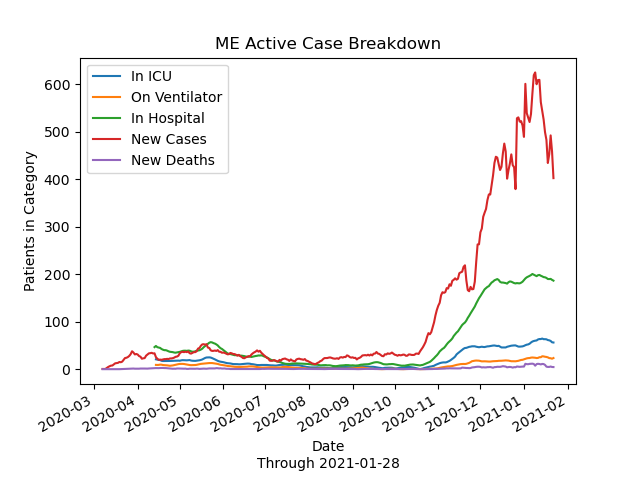 ME Active Case Breakdown
In ICU
On Ventilator
In Hospital
New Cases
New Deaths
Patients in Category
600
500
400
300
200
100
0
2020-03
2020-04
2020-05
2020-06
2020-07
2020-08
2020-09
2020-10
2020-11
2020-12
2021-01
2021-02
Date
Through 2021-01-28